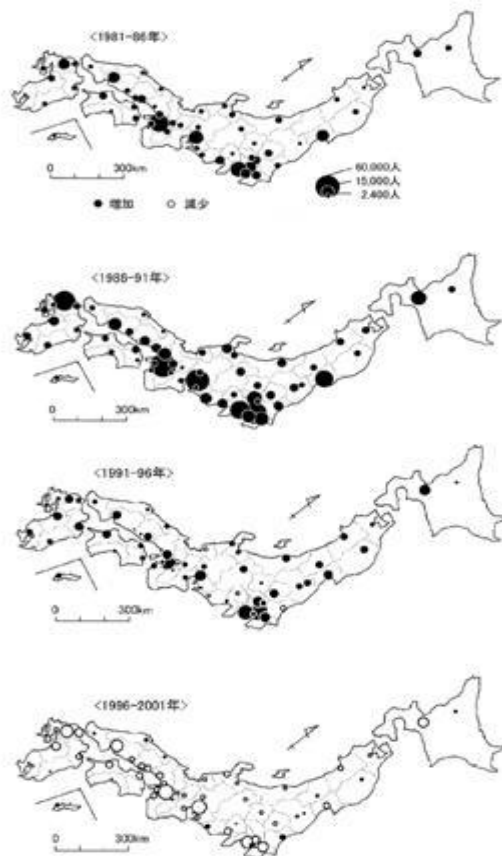 <1981-86年>
0 300km
60,000人
15,000人
2,400人
● 増加 ○ 減少
<1986-91年>
0 300km
<1991-96年>
0 300km
<1996-2001年>
0 300km